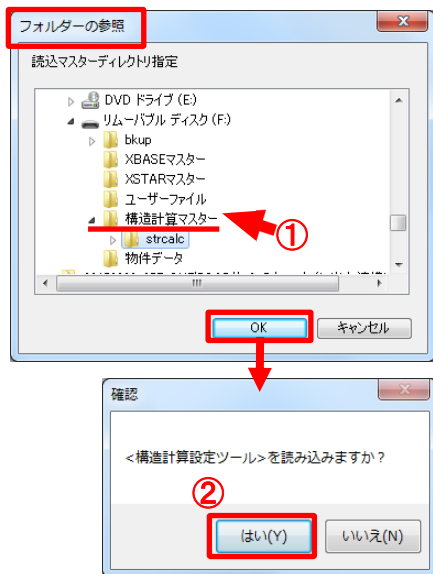 フォルダーの参照
読込マスターディレクトリ指定
DVD ドライブ (E:)
リムーバブル ディスク (F:)
bkup
XBASEマスター
XSTARマスター
ユーザーファイル
構造計算マスター
①
strcalc
物件データ
OK
キャンセル
確認
<構造計算設定ツール>を読み込みますか？
②
はい(Y)
いいえ(N)